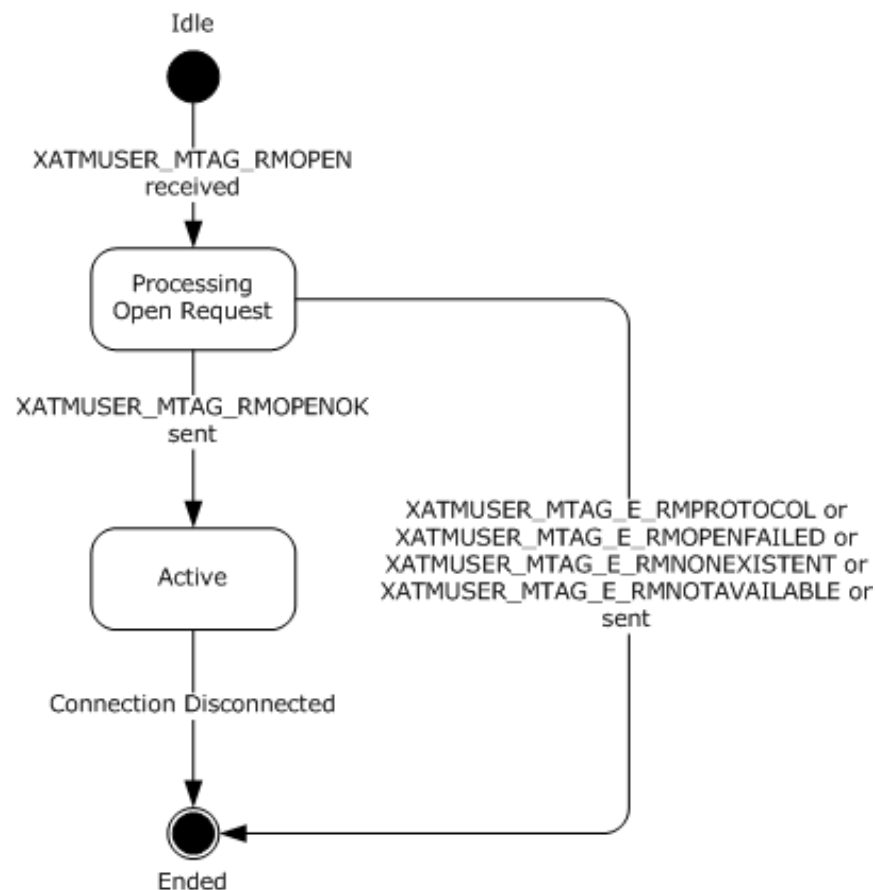 Idle
XATMUSER_MTAG_RMOPEN
received
Processing
Open Request
XATMUSER_MTAG_RMOPENOK
sent
XATMUSER_MTAG_E_RMPROTOCOL or
XATMUSER_MTAG_E_RMOPENFAILED or
XATMUSER_MTAG_E_RMNONEXISTENT or
XATMUSER_MTAG_E_RMNOTAVAILABLE or
sent
Active
Connection Disconnected
Ended